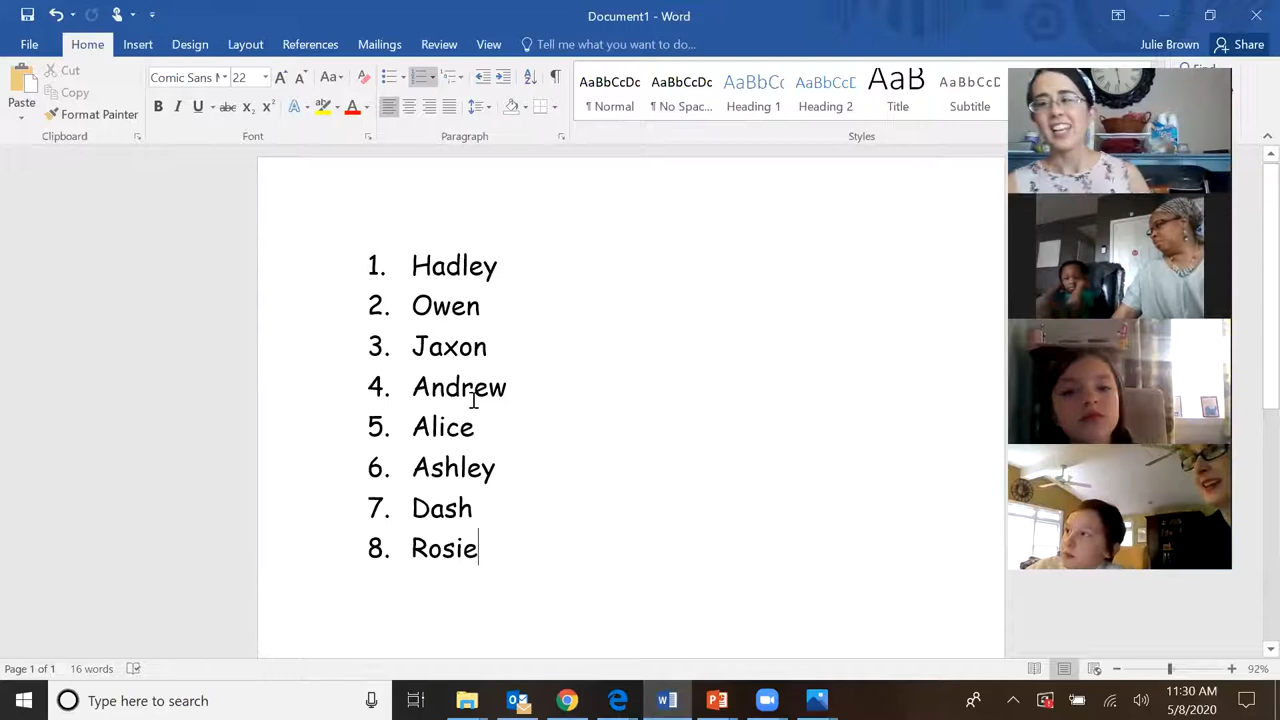 Document1 - Word
File Home Insert Design Layout References Mailings Review View Tell me what you want to do... Julie Brown Share
Paste
Cut
Copy
Format Painter
Clipboard
Comic Sans M 22
Font
Paragraph
AaBbCcDc AaBbCcDc AaBbCc AaBbCcE AaB AaBbCcD
¶ Normal ¶ No Spac... Heading 1 Heading 2 Title Subtitle
Styles
Find
1. Hadley
2. Owen
3. Jaxon
4. Andrew
5. Alice
6. Ashley
7. Dash
8. Rosie
Page 1 of 1 16 words 92%
Type here to search
11:30 AM
5/8/2020